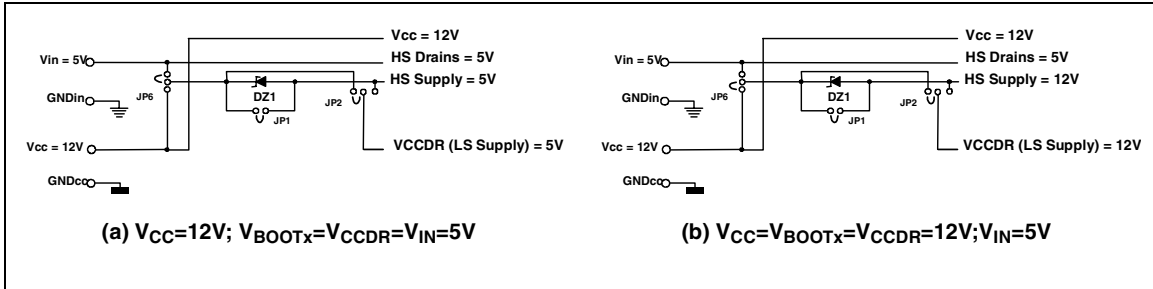 Vcc = 12V
Vin = 5V
HS Drains = 5V
HS Supply = 5V
JP6
DZ1
JP2
GNDin
JP1
Vcc = 12V
VCCDR (LS Supply) = 5V
GNDcc
(a) VCC=12V; VBOOTx=VCCDR=VIN=5V
Vcc = 12V
Vin = 5V
HS Drains = 5V
HS Supply = 12V
JP6
DZ1
JP2
GNDin
JP1
Vcc = 12V
VCCDR (LS Supply) = 12V
GNDcc
(b) VCC=VBOOTx=VCCDR=12V;VIN=5V